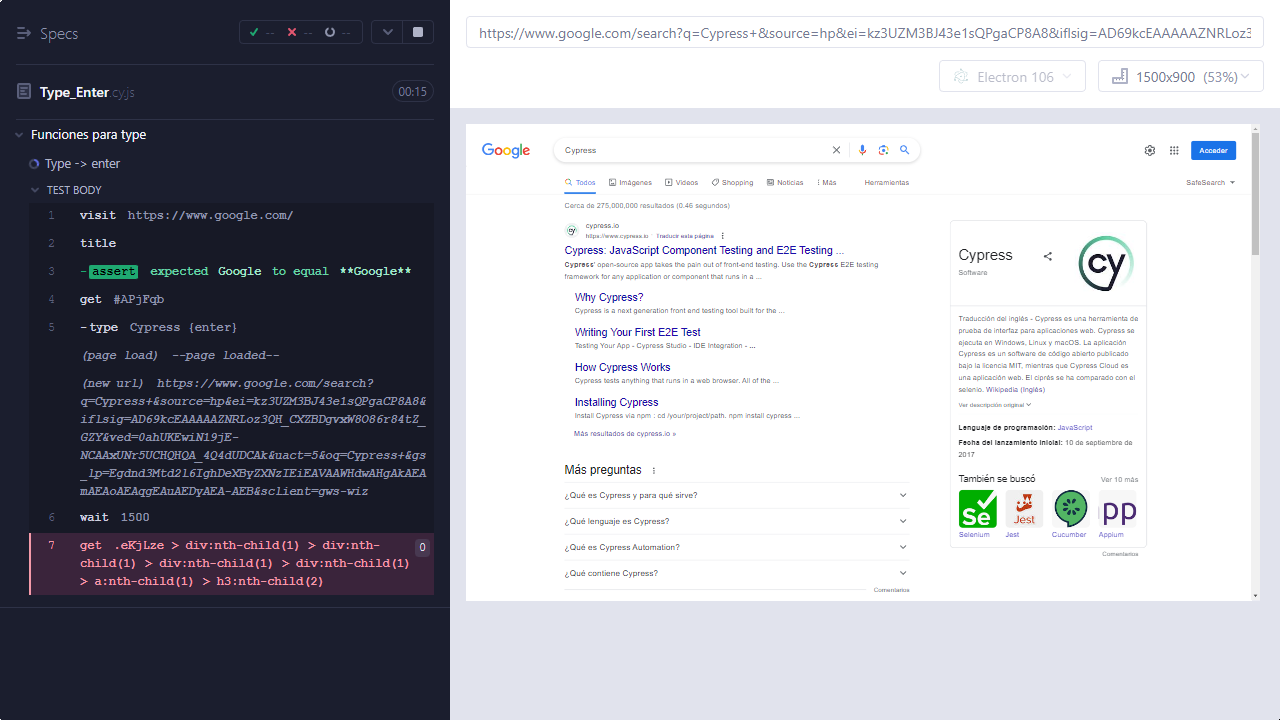 Specs
-- -- --
Type_Enter.cy.js
00:15
Funciones para type
Type -> enter
TEST BODY
1 visit https://www.google.com/
2 title
3 -assert expected Google to equal **Google**
4 get #APjFqb
5 -type Cypress {enter}
(page load) --page loaded--
(new url) https://www.google.com/search?
q=Cypress+&source=hp&ei=kz3UZM3BJ43e1sQPgaCP8A8&
iflsig=AD69kcEAAAAAZNRLoz3QH_CXZBDgvxW8O86r84tZ_
GZY&ved=0ahUKEwiN19jE-
NCAAxUNr5UCHQHQA_4Q4dUDCAk&uact=5&oq=Cypress+&gs
_lp=Egdnd3Mtd2l6IghDeXByZXNzIEiEAVAAWHdwAHgAkAEA
mAEAoAEAqgEAuAEDyAEA-AEB&sclient=gws-wiz
6 wait 1500
7 get .eKjLze > div:nth-child(1) > div:nth-
child(1) > div:nth-child(1) > div:nth-child(1)
> a:nth-child(1) > h3:nth-child(2)
0
https://www.google.com/search?q=Cypress+&source=hp&ei=kz3UZM3BJ43e1sQPgaCP8A8&iflsig=AD69kcEAAAAAZNRLoz3
Electron 106
1500x900 (53%)
Google
Cypress
Acceder
Todos
Imágenes
Videos
Shopping
Noticias
Más
Herramientas
SafeSearch
Cerca de 275,000,000 resultados (0.46 segundos)
cypress.io
https://www.cypress.io Traducir esta página
Cypress: JavaScript Component Testing and E2E Testing ...
Cypress' open-source app takes the pain out of front-end testing. Use the Cypress E2E testing
framework for any application or component that runs in a ...
Why Cypress?
Cypress is a next generation front end testing tool built for the ...
Writing Your First E2E Test
Testing Your App - Cypress Studio - IDE Integration - ...
How Cypress Works
Cypress tests anything that runs in a web browser. All of the ...
Installing Cypress
Install Cypress via npm : cd /your/project/path. npm install cypress ...
Más resultados de cypress.io »
Más preguntas
¿Qué es Cypress y para qué sirve?
¿Qué lenguaje es Cypress?
¿Qué es Cypress Automation?
¿Qué contiene Cypress?
Comentarios
Cypress
Software
cy
Traducción del inglés - Cypress es una herramienta de
prueba de interfaz para aplicaciones web. Cypress se
ejecuta en Windows, Linux y macOS. La aplicación
Cypress es un software de código abierto publicado
bajo la licencia MIT, mientras que Cypress Cloud es
una aplicación web. El ciprés se ha comparado con el
selenio. Wikipedia (Inglés)
Ver descripción original
Lenguaje de programación: JavaScript
Fecha del lanzamiento inicial: 10 de septiembre de
2017
También se buscó
Ver 10 más
Se
Jest
pp
Selenium
Jest
Cucumber
Appium
Comentarios